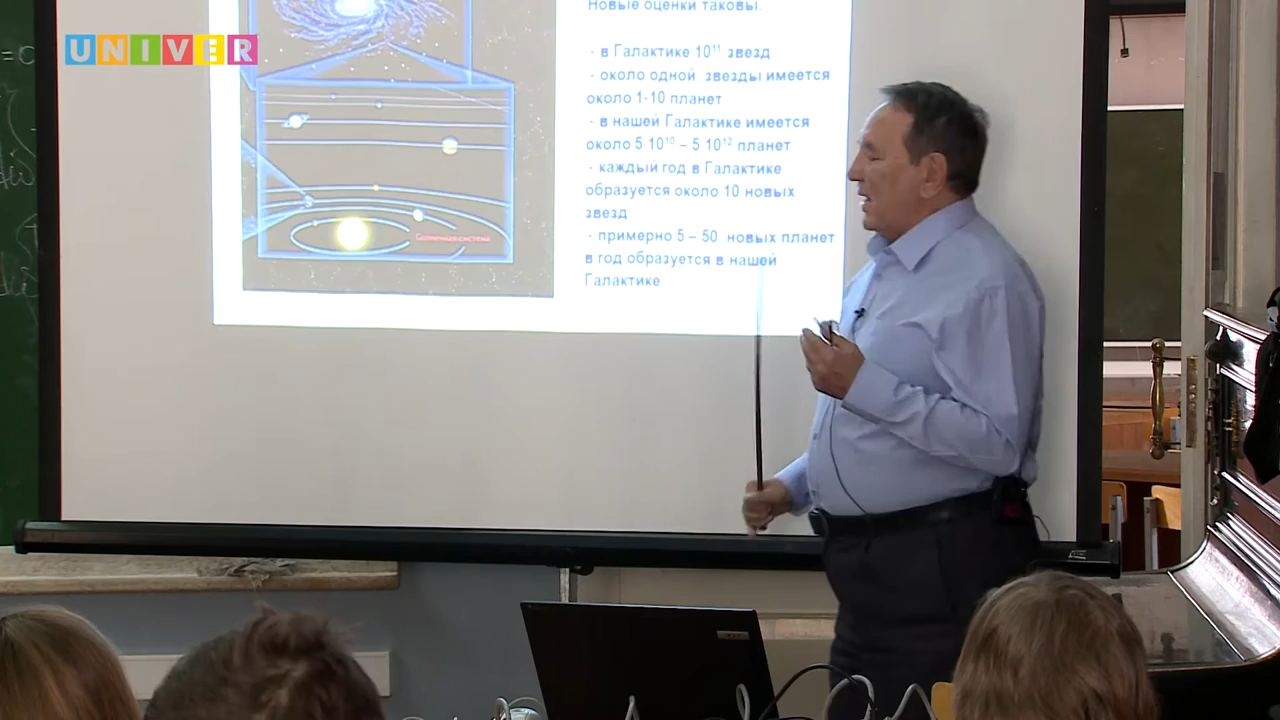 UNIVER
Новые оценки таковы:
- в Галактике 10¹¹ звезд
- около одной звезды имеется
около 1-10 планет
- в нашей Галактике имеется
около 5 10¹⁰ – 5 10¹² планет
- каждый год в Галактике
образуется около 10 новых
звезд
- примерно 5 – 50 новых планет
в год образуется в нашей
Галактике
Солнечная система